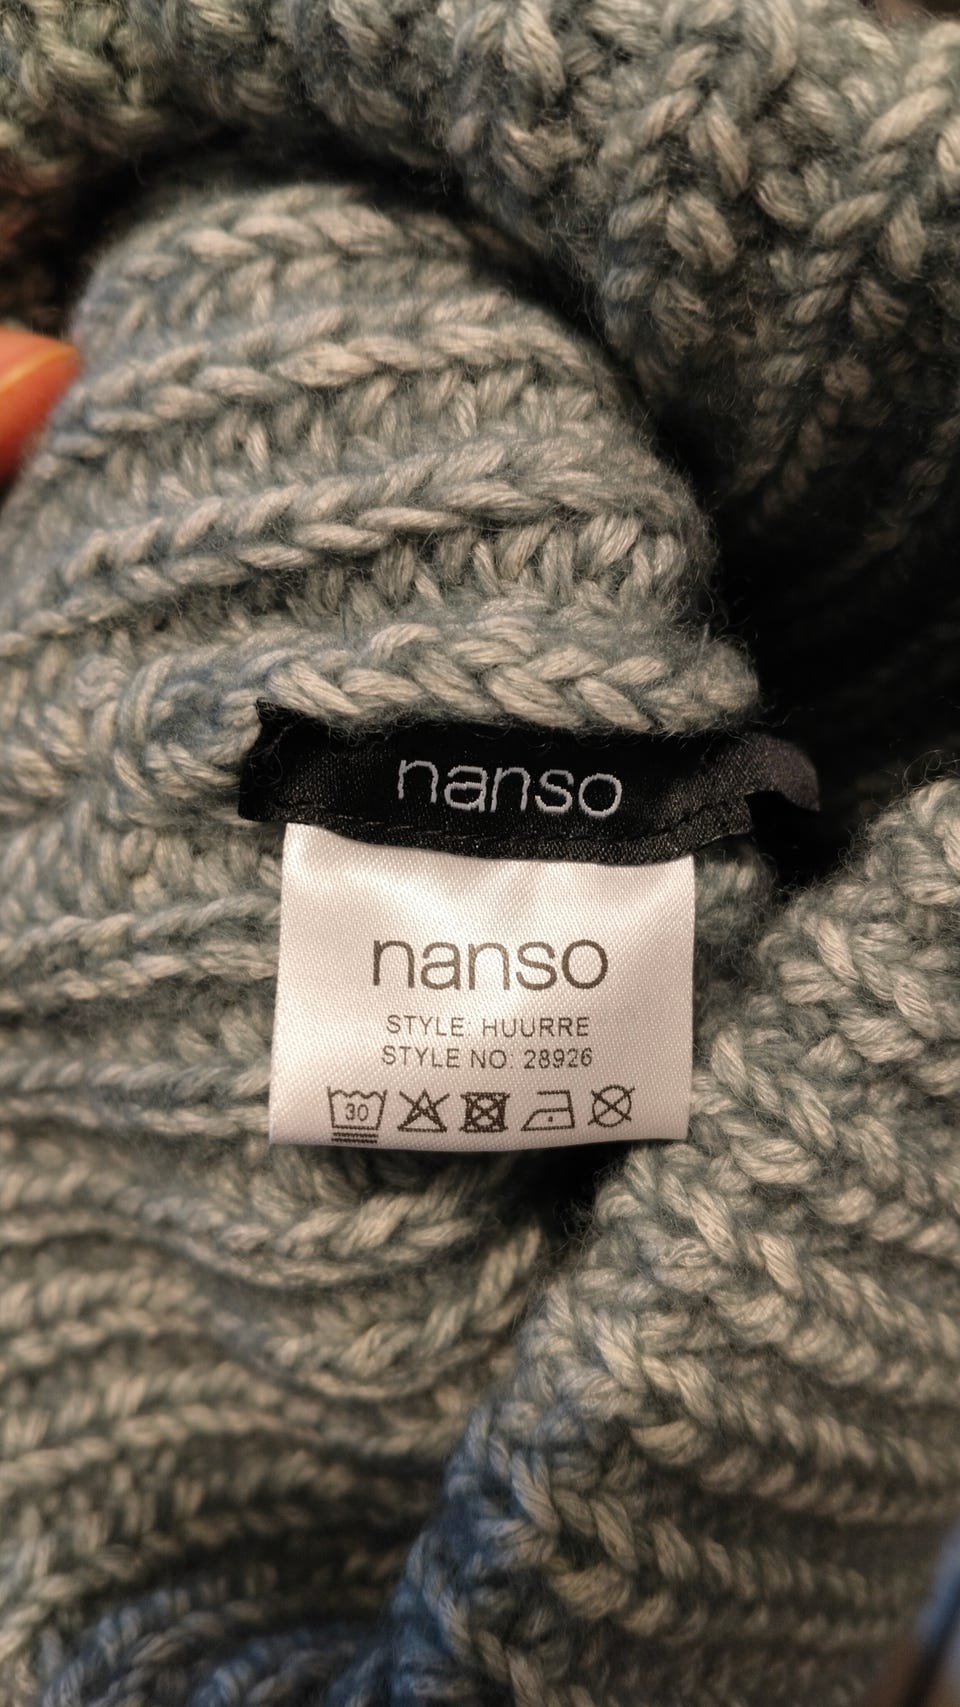 nanso
nanso
STYLE: HUURRE
STYLE NO: 28926
30